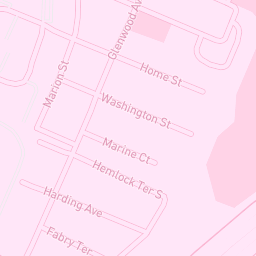 Glenwood Av
Home St
Marion St
Washington St
Marine Ct
Hemlock Ter S
Harding Ave
Fabry Ter